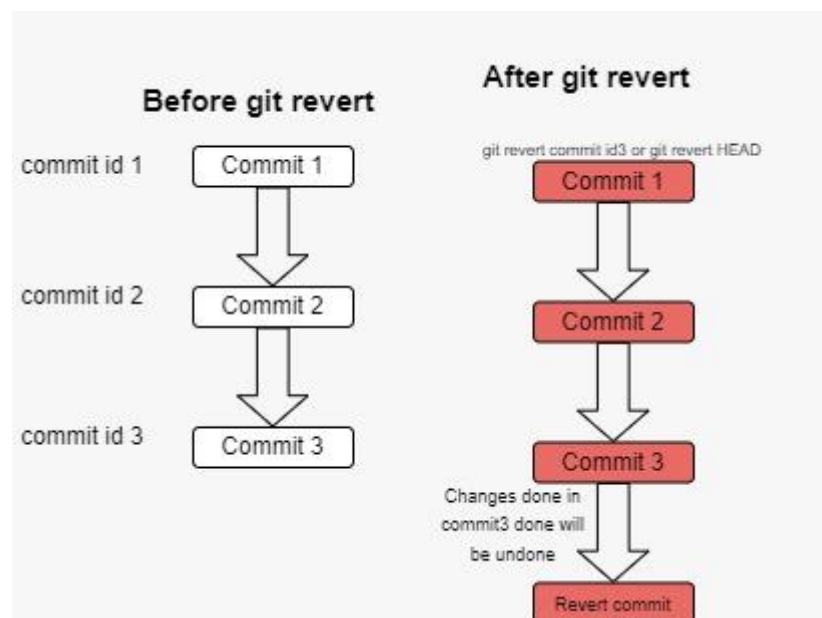 Before git revert
commit id 1
Commit 1
commit id 2
Commit 2
commit id 3
Commit 3
After git revert
git revert commit id3 or git revert HEAD
Commit 1
Commit 2
Commit 3
Changes done in
commit3 done will
be undone
Revert commit